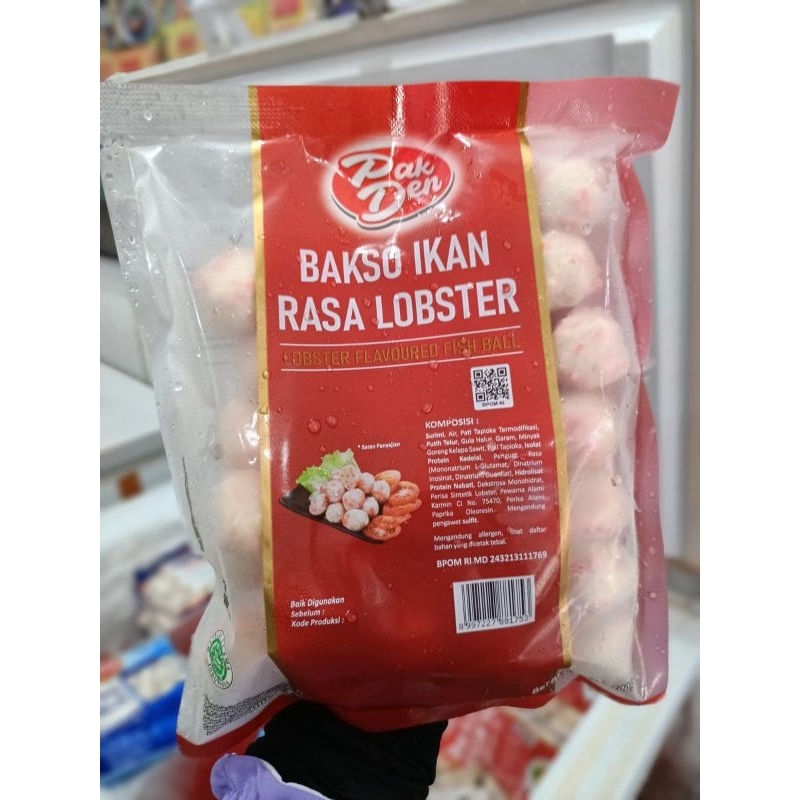 Pak
Den
BAKSO IKAN
RASA LOBSTER
LOBSTER FLAVOURED FISH BALL
BPOM RI
* Saran Penyajian
KOMPOSISI :
Surimi, Air, Pati Tapioka Termodifikasi,
Putih Telur, Gula Halus, Garam, Minyak
Goreng Kelapa Sawit, Pati Tapioka, Isolat
Protein Kedelai, Penguat Rasa
(Mononatrium L-Glutamat, Dinatrium
Inosinat, Dinatrium Guanilat), Hidrolisat
Protein Nabati, Dekstrosa Monohidrat,
Perisa Sintetik Lobster, Pewarna Alami
Karmin CI No. 75470, Perisa Alami
Paprika Oleoresin. Mengandung
pengawet sulfit.
Mengandung allergen, lihat daftar
bahan yang dicetak tebal.
BPOM RI MD 243213111769
Baik Digunakan
Sebelum :
Kode Produksi :
8 997227 881753